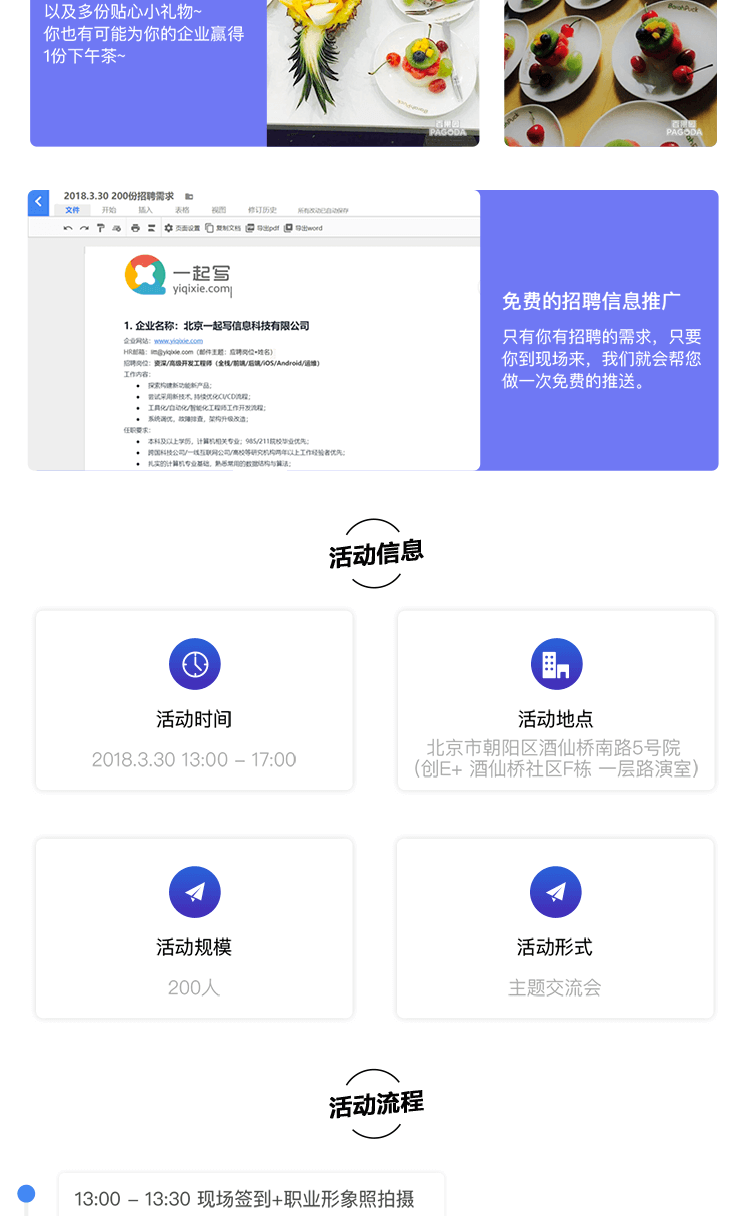 以及多份贴心小礼物~
你也有可能为你的企业赢得
1份下午茶~
百果园
PAGODA
百果园
PAGODA
2018.3.30 200份招聘需求
文件 开始 插入 表格 视图 修订历史 所有改动已自动保存
页面设置 复制文档 导出pdf 导出word
一起写
yiqixie.com
1. 企业名称：北京一起写信息科技有限公司
企业网站：www.yiqixie.com
招聘岗位：资深/高级开发工程师（全栈/前端/后端/iOS/Android/运维）
工作内容：
探索构建新功能新产品；
尝试采用新技术, 持续优化CI/CD流程；
工具化/自动化/智能化工程师工作开发流程；
系统调优、故障排查，架构升级改造；
任职要求：
本科及以上学历，计算机相关专业；985/211院校毕业优先；
跨国科技公司/一线互联网公司/高校等研究机构两年以上工作经验者优先；
扎实的计算机专业基础，熟悉常用的数据结构与算法；
免费的招聘信息推广
只有你有招聘的需求，只要
你到现场来，我们就会帮您
做一次免费的推送。
活动信息
活动时间
2018.3.30 13:00 – 17:00
活动地点
北京市朝阳区酒仙桥南路5号院
(创E+ 酒仙桥社区F栋 一层路演室)
活动规模
200人
活动形式
主题交流会
活动流程
13:00 – 13:30 现场签到+职业形象照拍摄